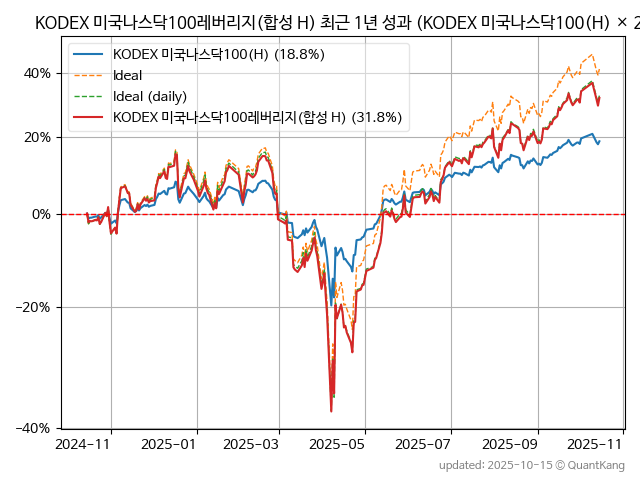 KODEX 미국나스닥100레버리지(합성 H) 최근 1년 성과 (KODEX 미국나스닥100(H) × 2
KODEX 미국나스닥100(H) (18.8%)
Ideal
Ideal (daily)
KODEX 미국나스닥100레버리지(합성 H) (31.8%)
40%
20%
0%
−20%
−40%
2024-11 2025-01 2025-03 2025-05 2025-07 2025-09 2025-11
updated: 2025-10-15 © QuantKang